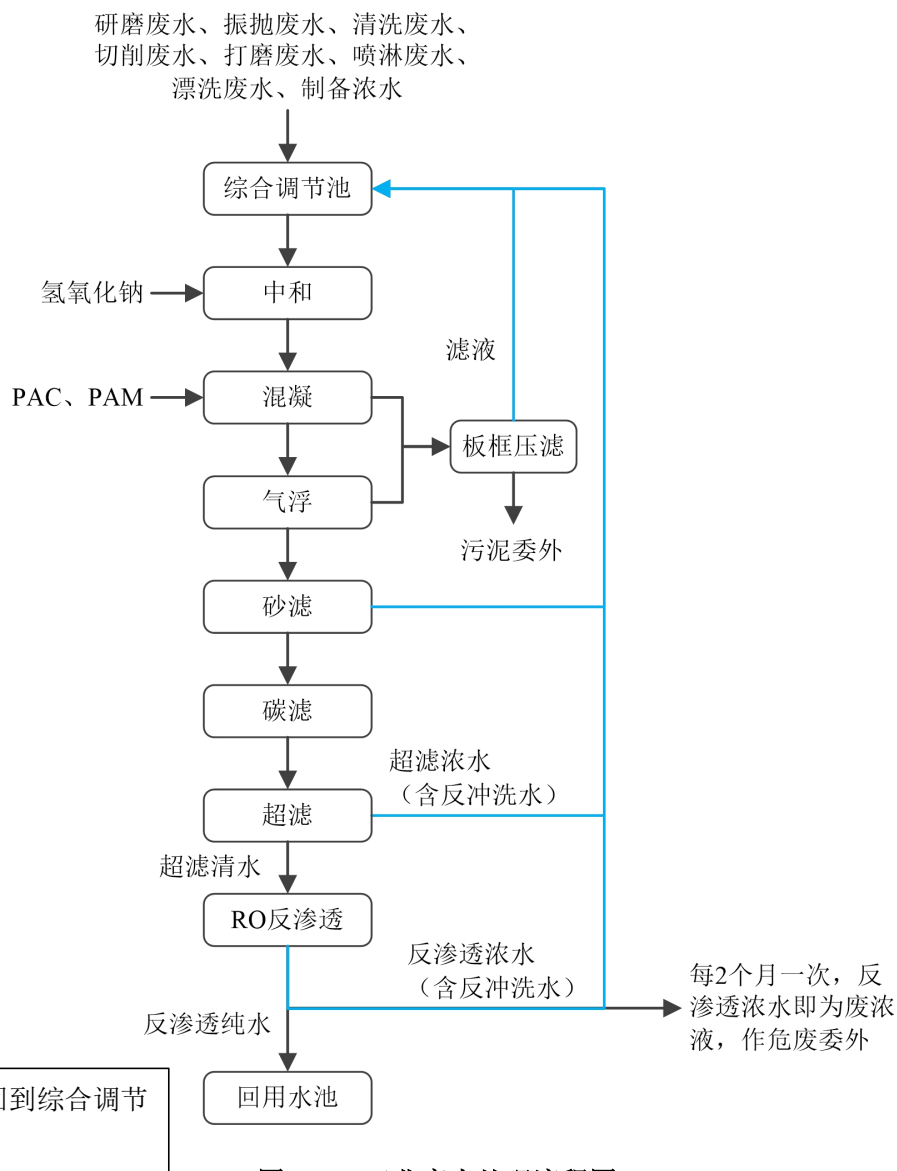 研磨废水、振抛废水、清洗废水、
切削废水、打磨废水、喷淋废水、
漂洗废水、制备浓水
综合调节池
氢氧化钠
中和
滤液
PAC、PAM
混凝
板框压滤
气浮
污泥委外
砂滤
碳滤
超滤浓水
（含反冲洗水）
超滤
超滤清水
RO反渗透
反渗透浓水
（含反冲洗水）
每2个月一次，反
渗透浓水即为废浓
液，作危废委外
反渗透纯水
回用水池
到综合调节